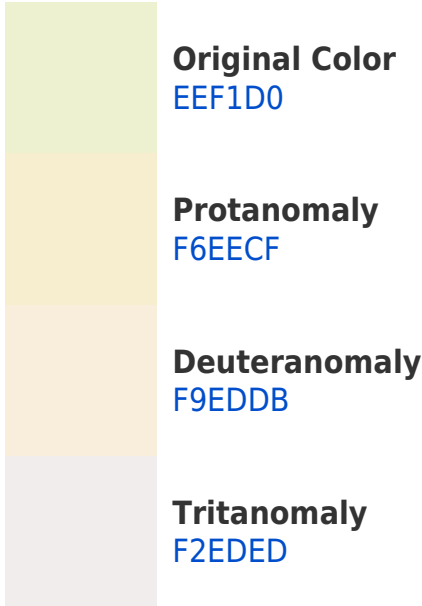 Original Color
EEF1D0
Protanomaly
F6EECF
Deuteranomaly
F9EDDB
Tritanomaly
F2EDED